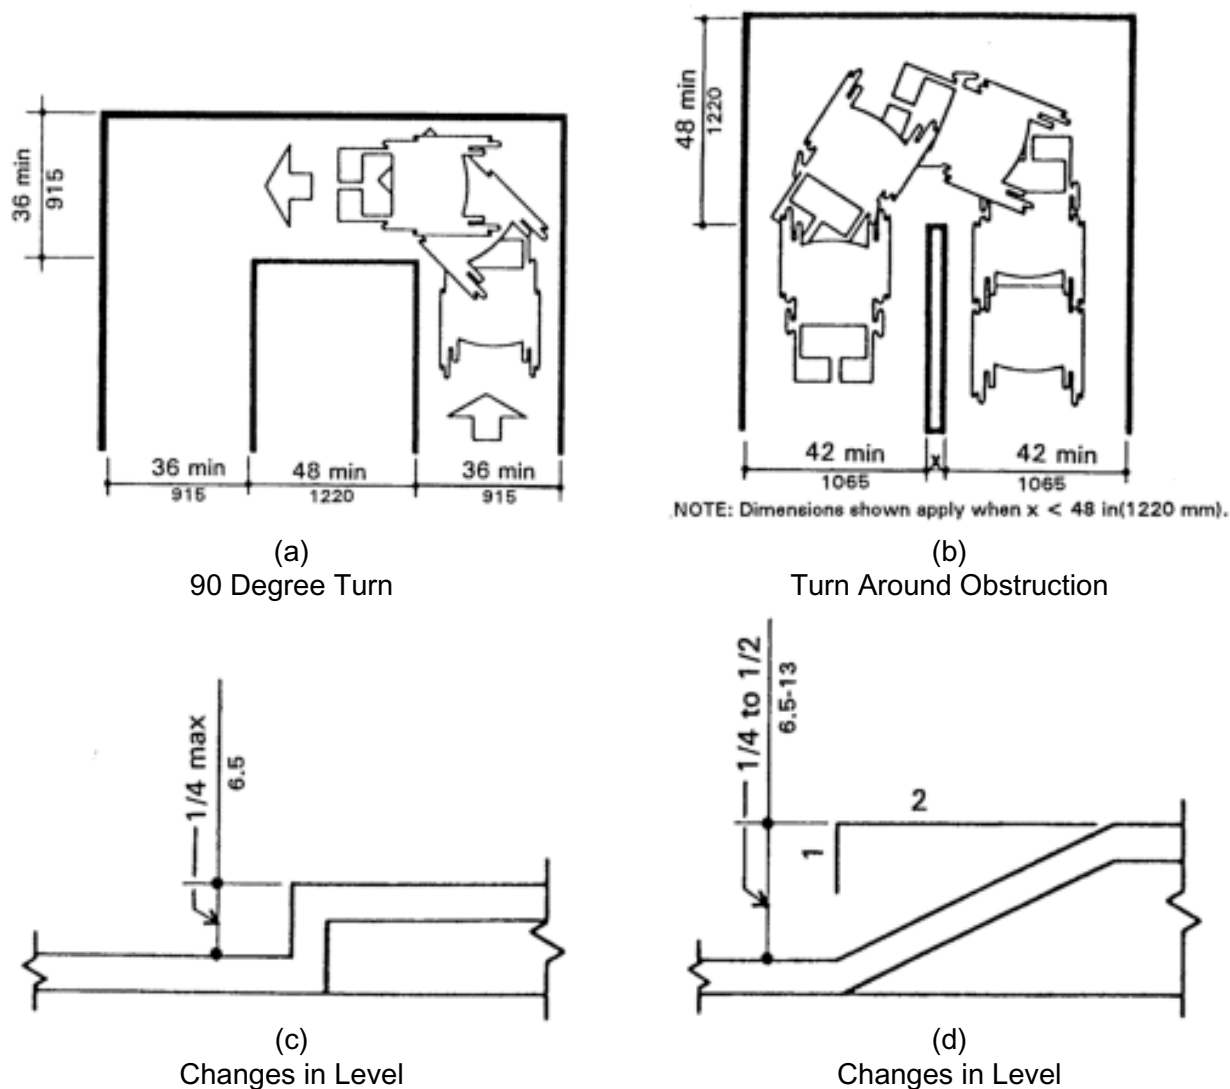 36 min
915
36 min
915
48 min
1220
36 min
915
(a)
90 Degree Turn
48 min
1220
42 min
1065
x
42 min
1065
NOTE: Dimensions shown apply when x < 48 in(1220 mm).
(b)
Turn Around Obstruction
1/4 max
6.5
(c)
Changes in Level
1/4 to 1/2
6.5-13
2
1
(d)
Changes in Level